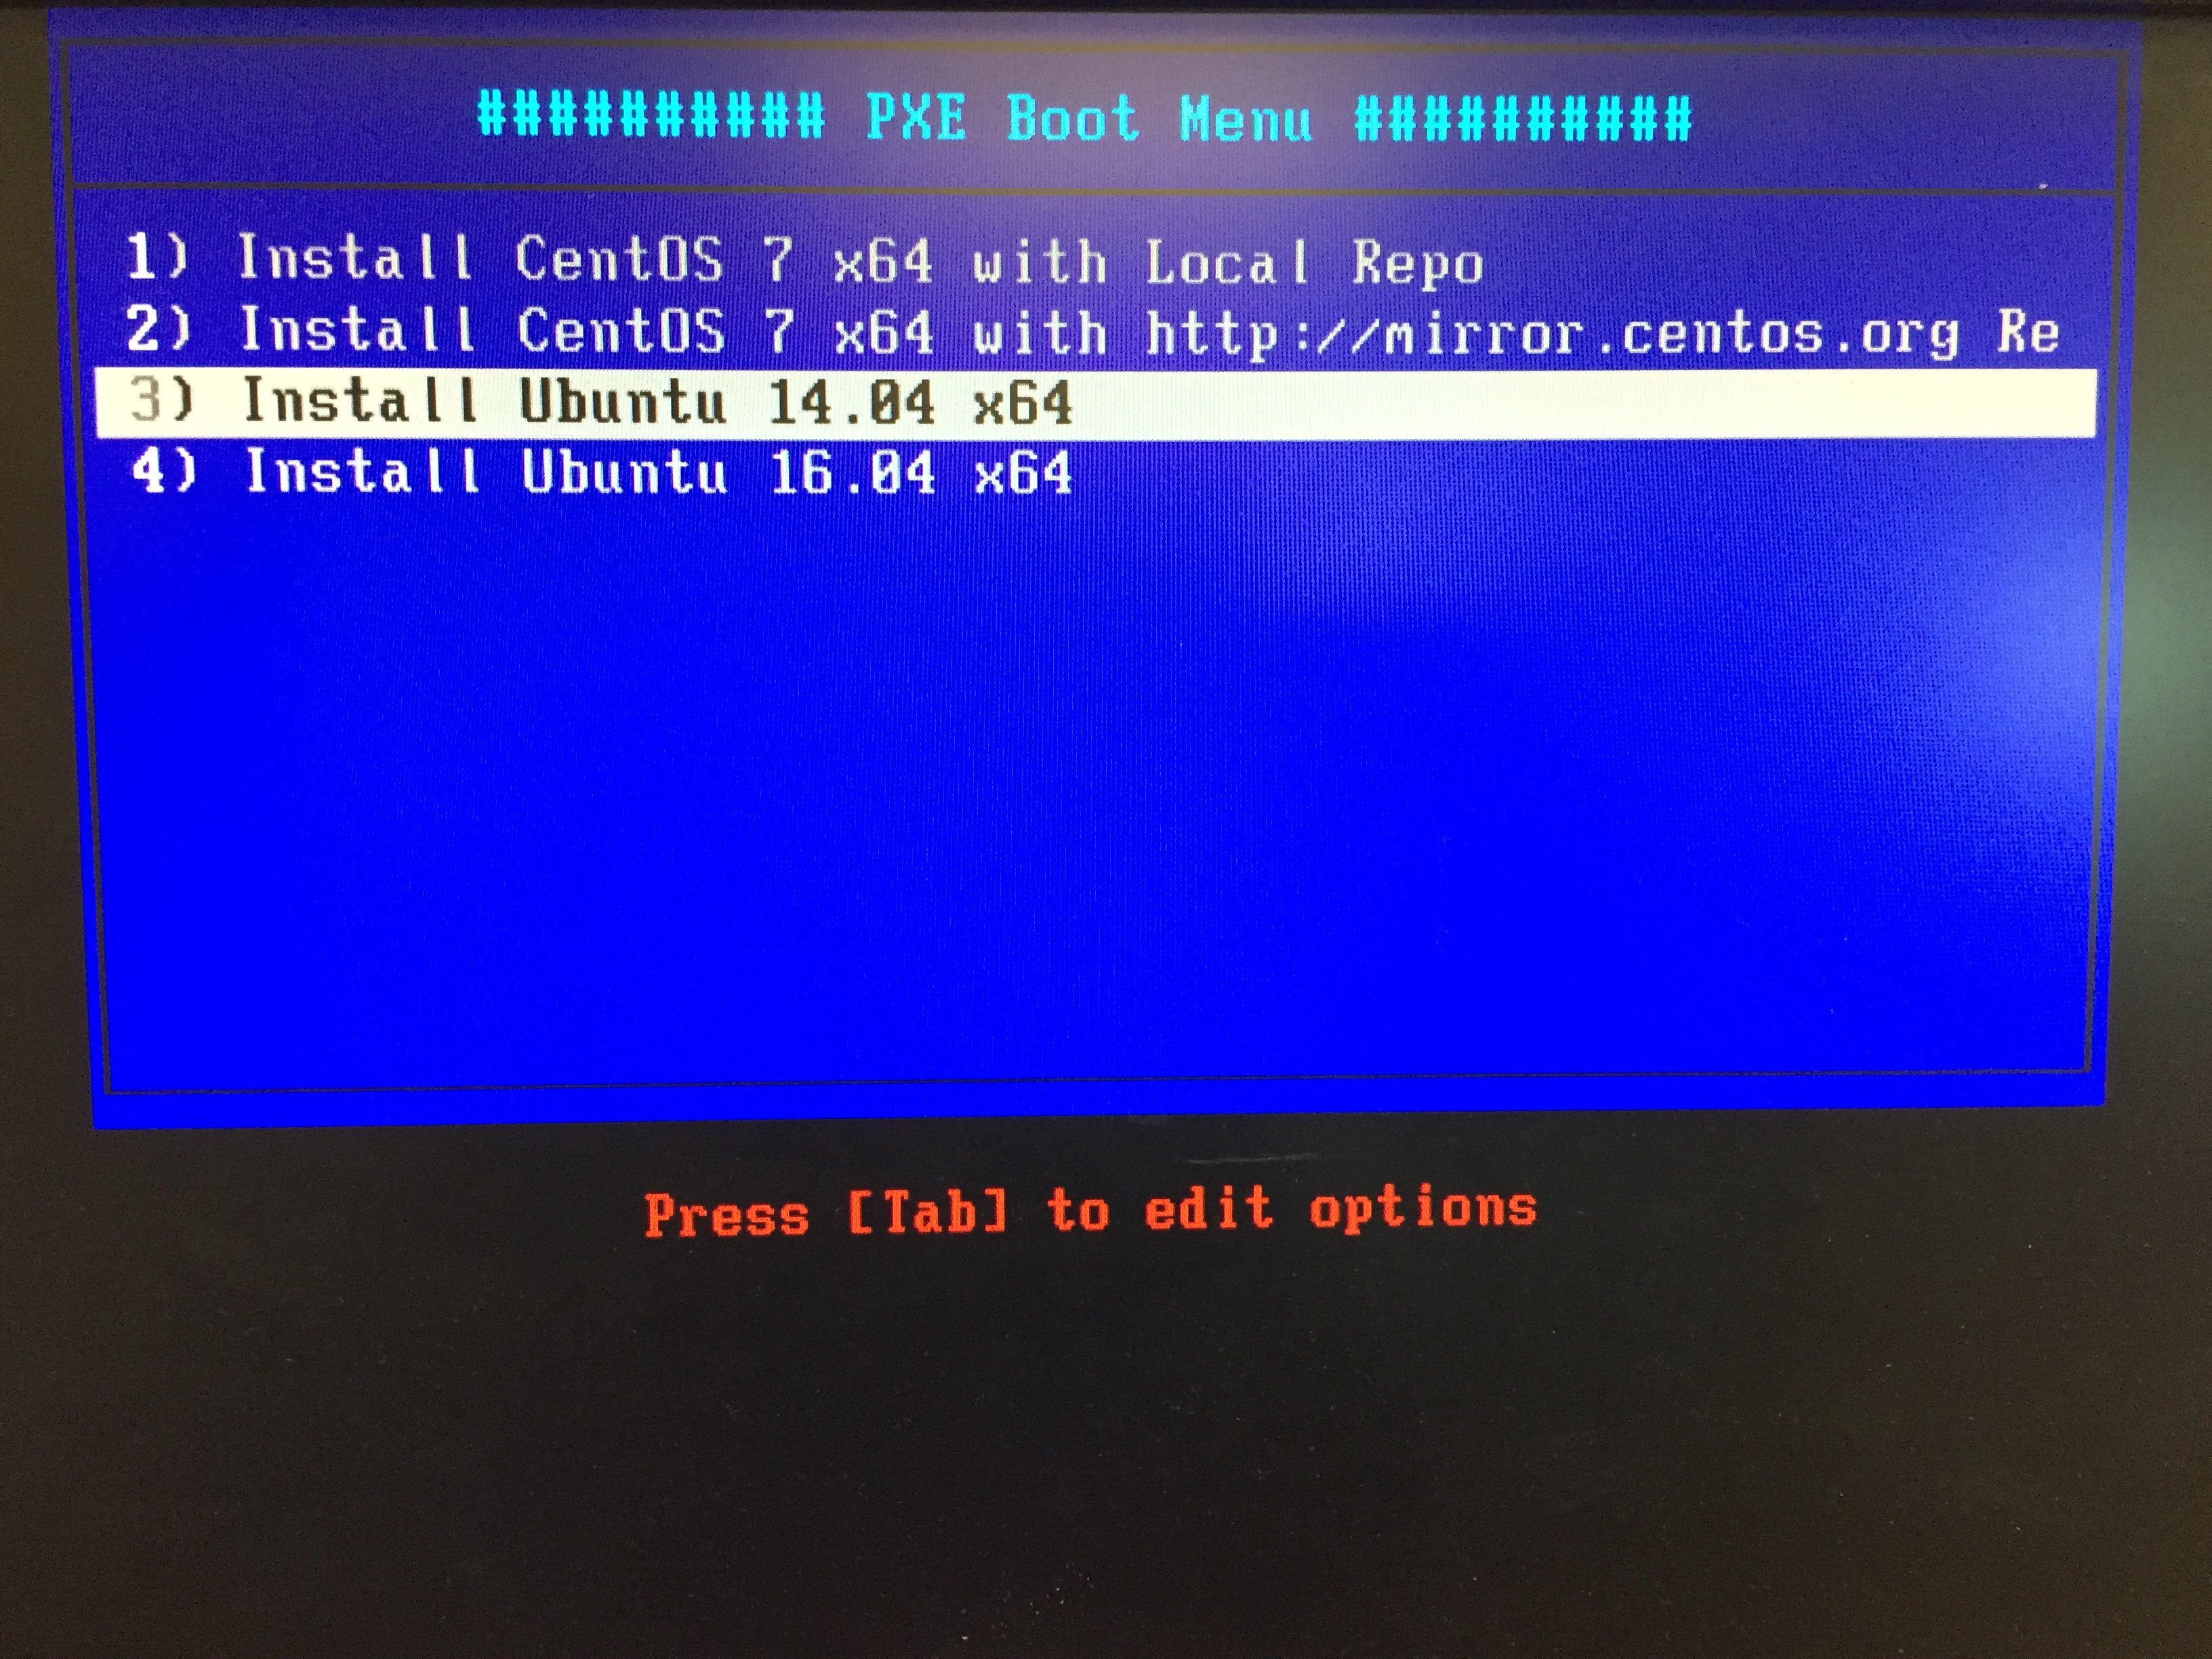 ########## PXE Boot Menu ##########
1) Install CentOS 7 x64 with Local Repo
2) Install CentOS 7 x64 with http://mirror.centos.org Re
3) Install Ubuntu 14.04 x64
4) Install Ubuntu 16.04 x64
Press [Tab] to edit options